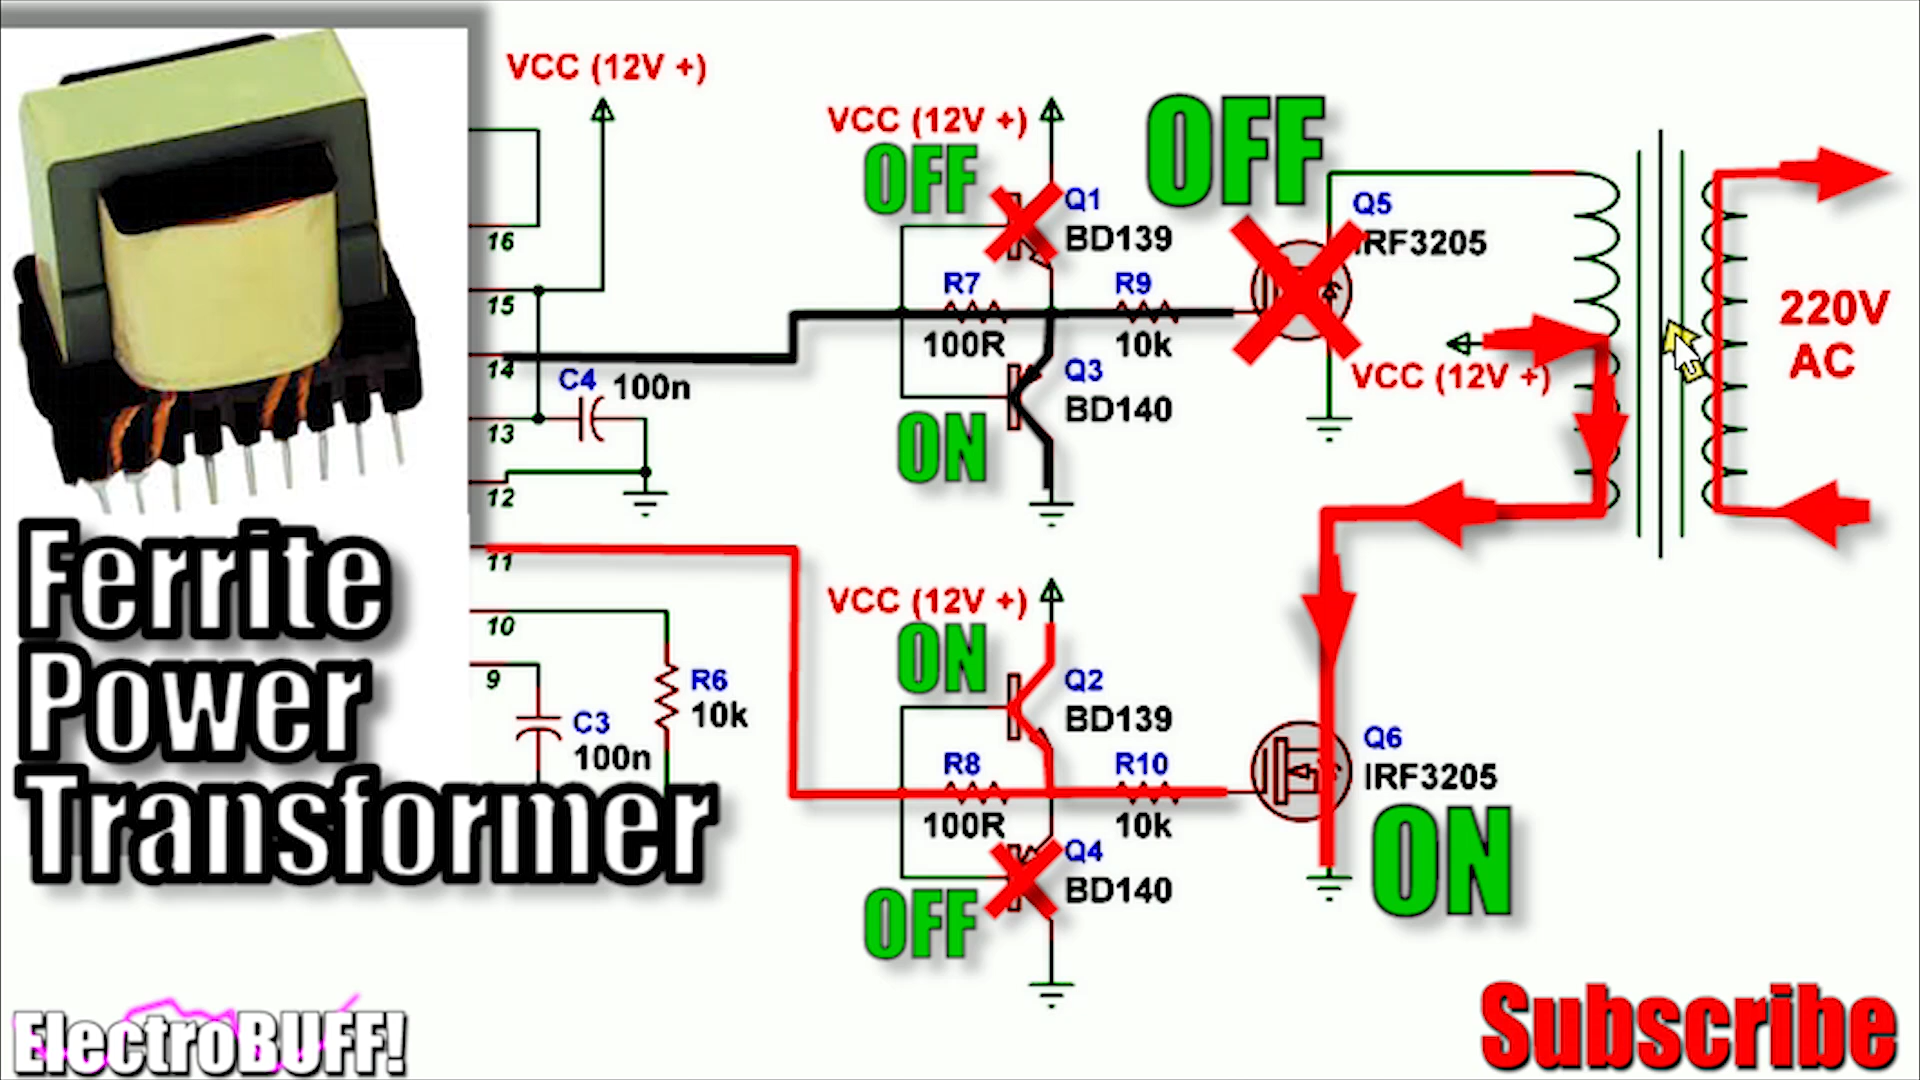 VCC (12V +)
VCC (12V +)
OFF
OFF
Q1
BD139
Q5
IRF3205
16
15
14
13
12
11
10
9
R7
100R
R9
10k
C4
100n
Q3
BD140
ON
VCC (12V +)
220V
AC
Ferrite
Power
Transformer
VCC (12V +)
ON
Q2
BD139
R6
10k
C3
100n
R8
100R
R10
10k
Q6
IRF3205
ON
Q4
BD140
OFF
ElectroBUFF!
Subscribe